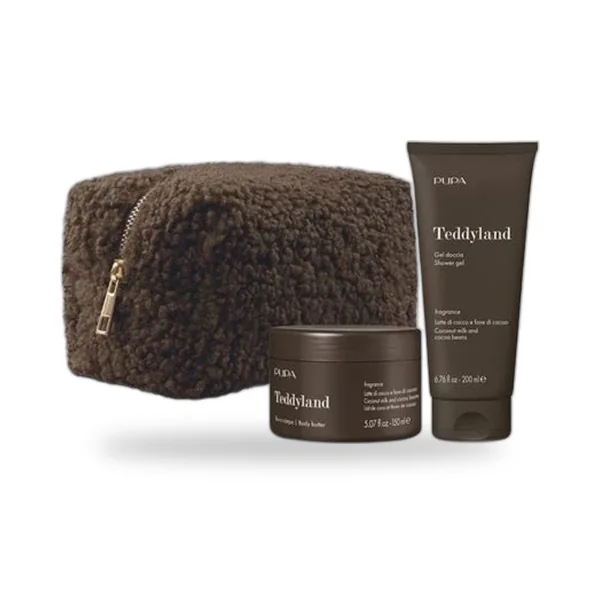 PUPA
Teddyland
Gel doccia
Shower gel
fragrance
Latte di cocco e fave di cacao
Coconut milk and
cocoa beans
6.76 fl.oz - 200 ml e
PUPA
Teddyland
Body butter
fragrance
Latte di cocco e fave di cacao
Coconut milk and cocoa beans
5.07 fl oz - 150 ml e